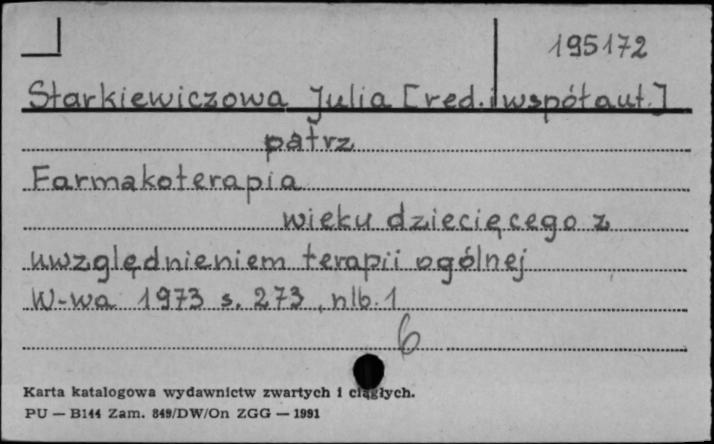 195172
Starkiewiczowa Julia [red. i współaut.]
patrz
Farmakoterapia
wieku dziecięcego z
uwzględnieniem terapii ogólnej
W-wa 1973 s. 273, nlb. 1
6
Karta katalogowa wydawnictw zwartych i ciągłych.
PU — B144 Zam. 849/DW/On ZGG — 1991